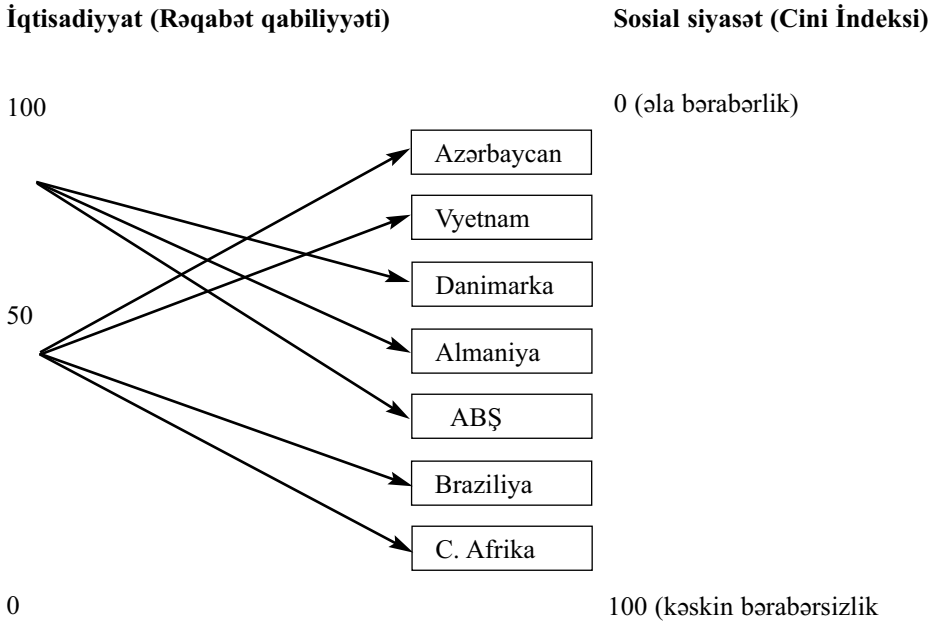 İqtisadiyyat (Rəqabət qabiliyyəti) Sosial siyasət (Cini İndeksi)
100 0 (əla bərabərlik)
Azərbaycan
Vyetnam
Danimarka
50
Almaniya
ABŞ
Braziliya
C. Afrika
0 100 (kəskin bərabərsizlik